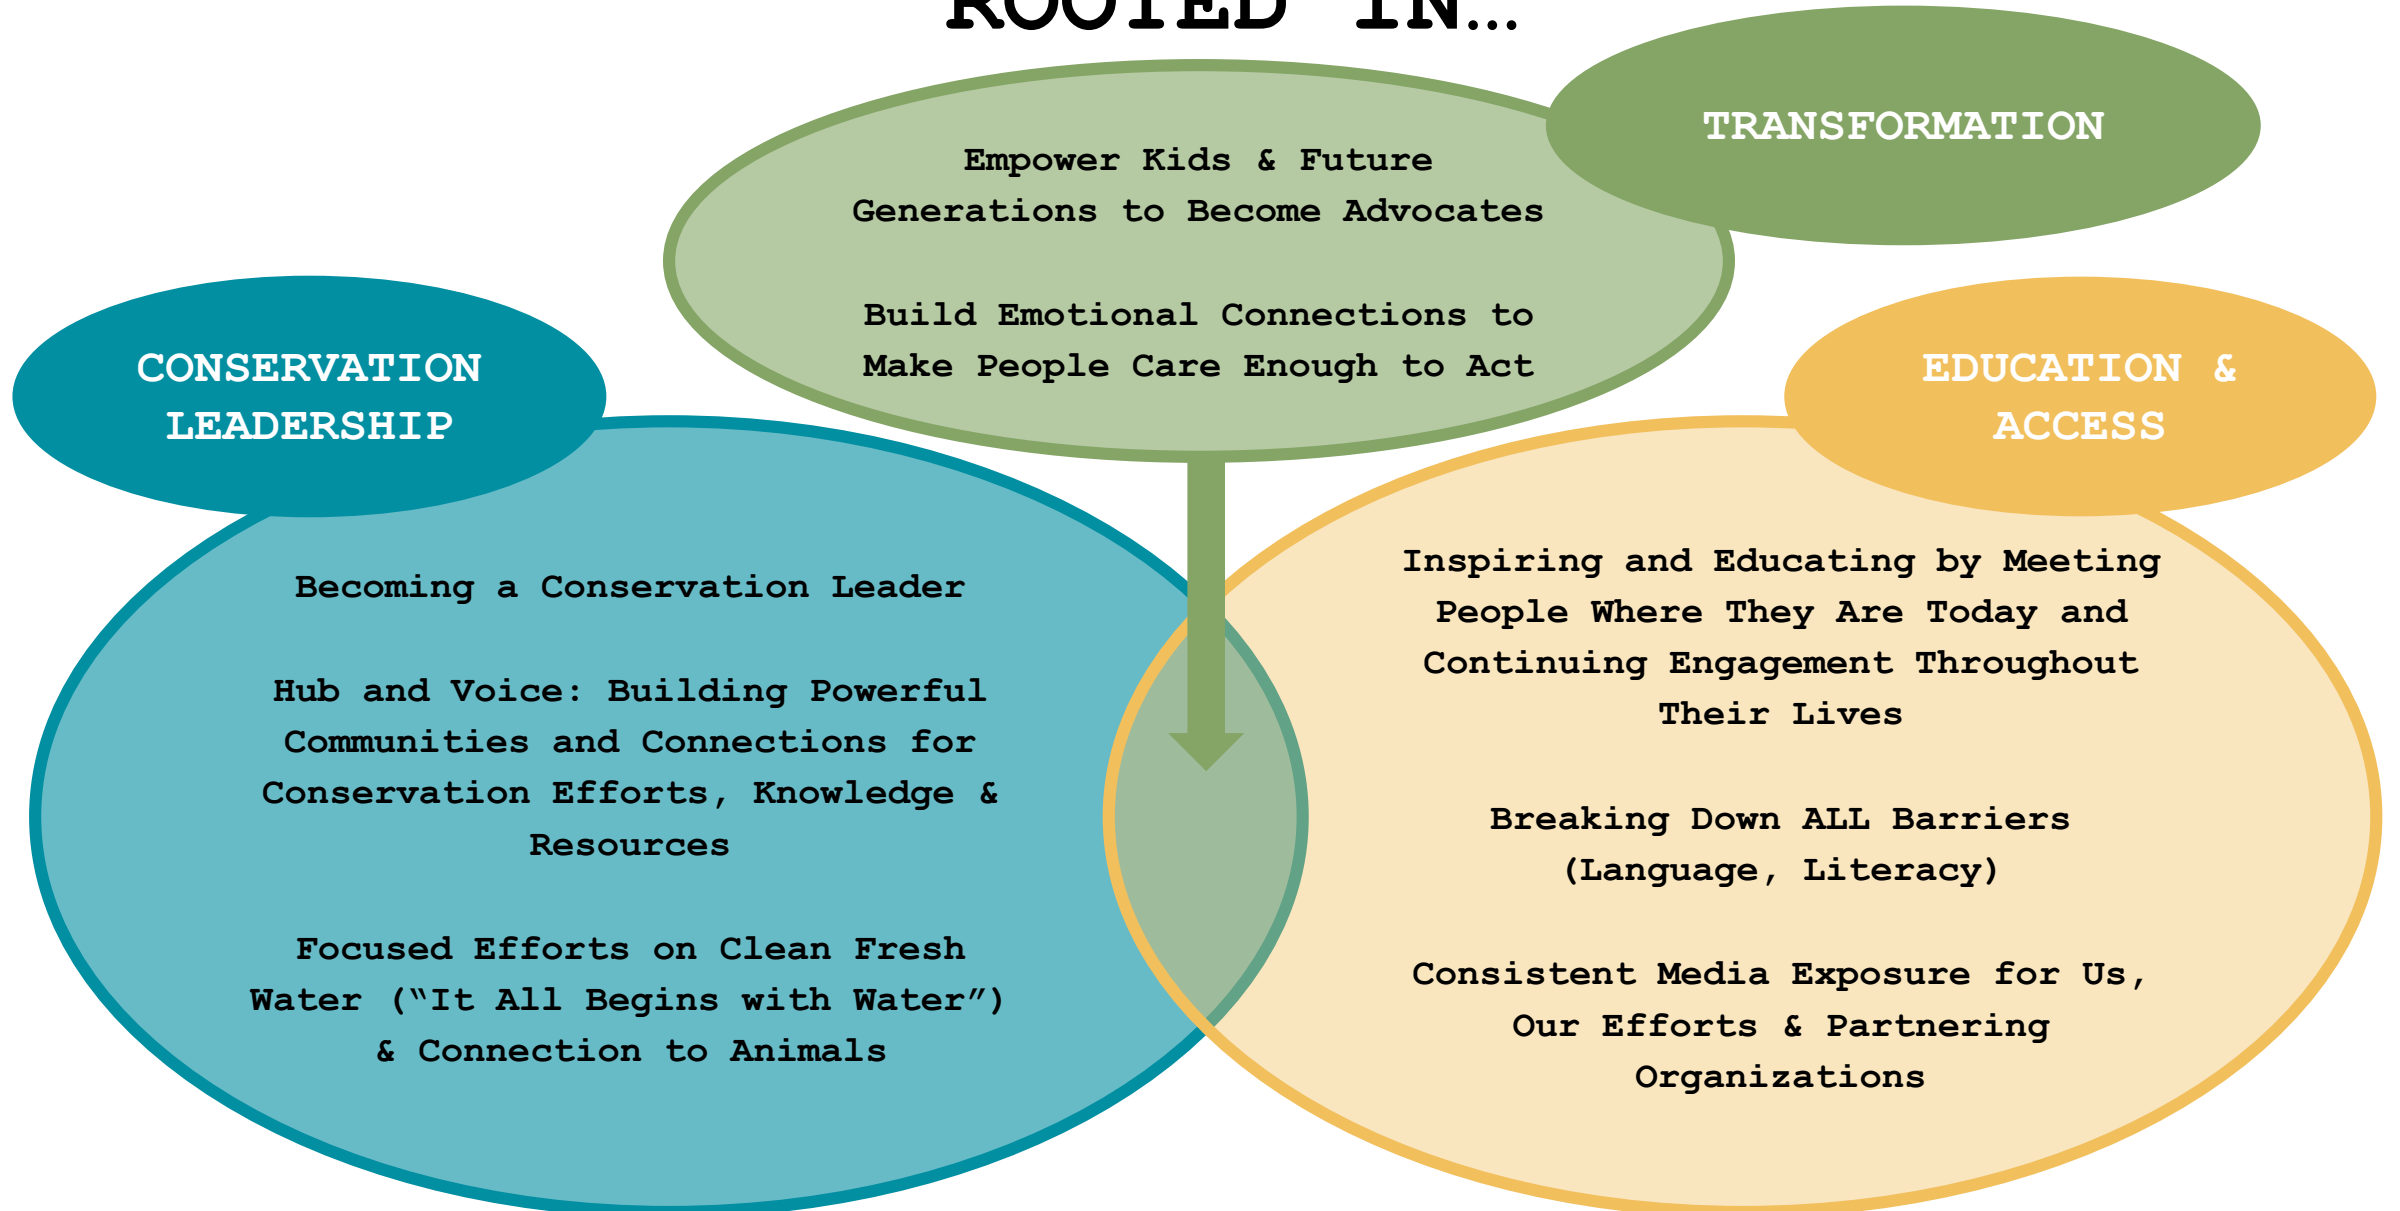 ROOTED IN…
TRANSFORMATION
Empower Kids & Future
Generations to Become Advocates
Build Emotional Connections to
Make People Care Enough to Act
CONSERVATION
LEADERSHIP
Becoming a Conservation Leader
Hub and Voice: Building Powerful
Communities and Connections for
Conservation Efforts, Knowledge &
Resources
Focused Efforts on Clean Fresh
Water (“It All Begins with Water”)
& Connection to Animals
EDUCATION &
ACCESS
Inspiring and Educating by Meeting
People Where They Are Today and
Continuing Engagement Throughout
Their Lives
Breaking Down ALL Barriers
(Language, Literacy)
Consistent Media Exposure for Us,
Our Efforts & Partnering
Organizations